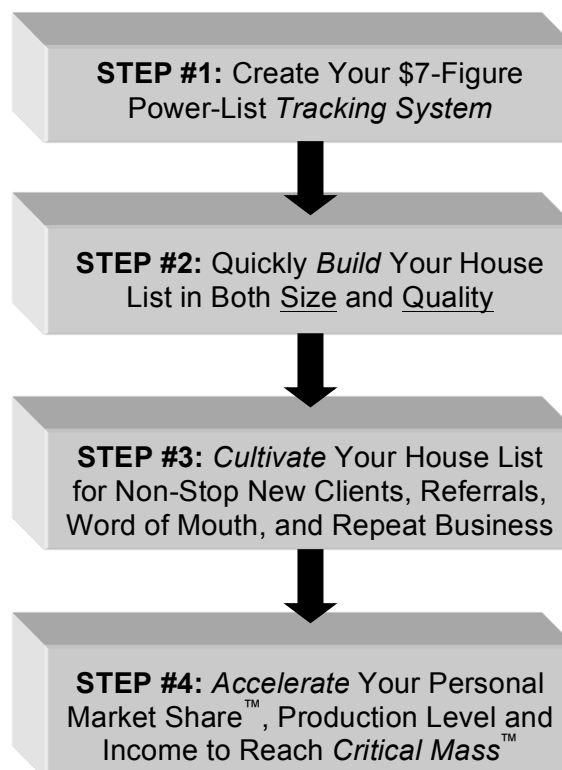 STEP #1: Create Your $7-Figure
Power-List Tracking System
STEP #2: Quickly Build Your House
List in Both Size and Quality
STEP #3: Cultivate Your House List
for Non-Stop New Clients, Referrals,
Word of Mouth, and Repeat Business
STEP #4: Accelerate Your Personal
Market Share™, Production Level and
Income to Reach Critical Mass™